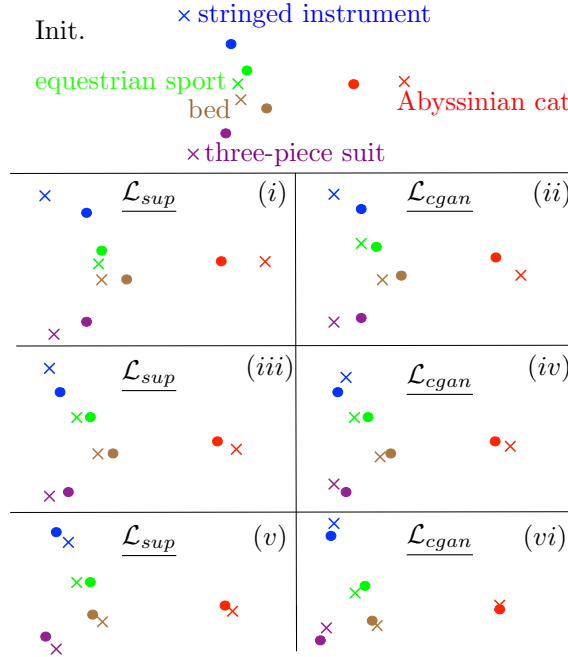 Init.
× stringed instrument
equestrian sport
bed
Abyssinian cat
× three-piece suit
ℒ_sup (i)
ℒ_cgan (ii)
ℒ_sup (iii)
ℒ_cgan (iv)
ℒ_sup (v)
ℒ_cgan (vi)